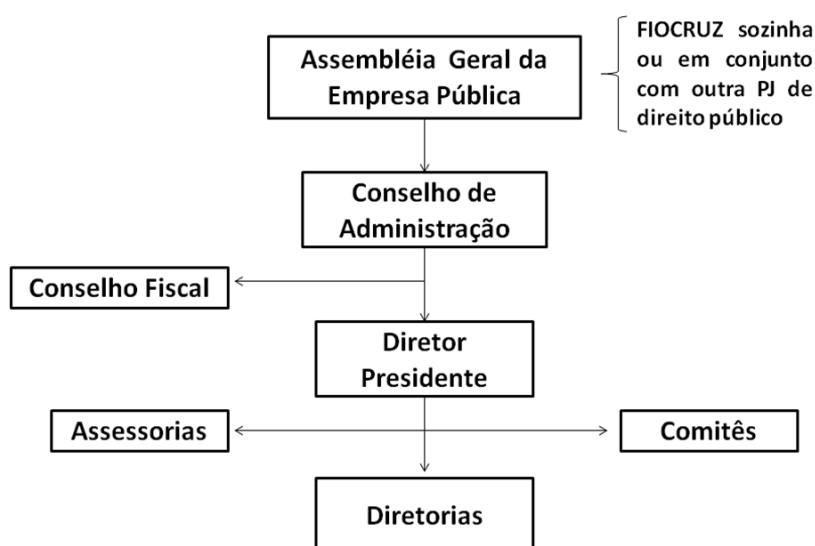 Assembléia Geral da
Empresa Pública
FIOCRUZ sozinha
ou em conjunto
com outra PJ de
direito público
Conselho de
Administração
Conselho Fiscal
Diretor
Presidente
Assessorias
Comitês
Diretorias